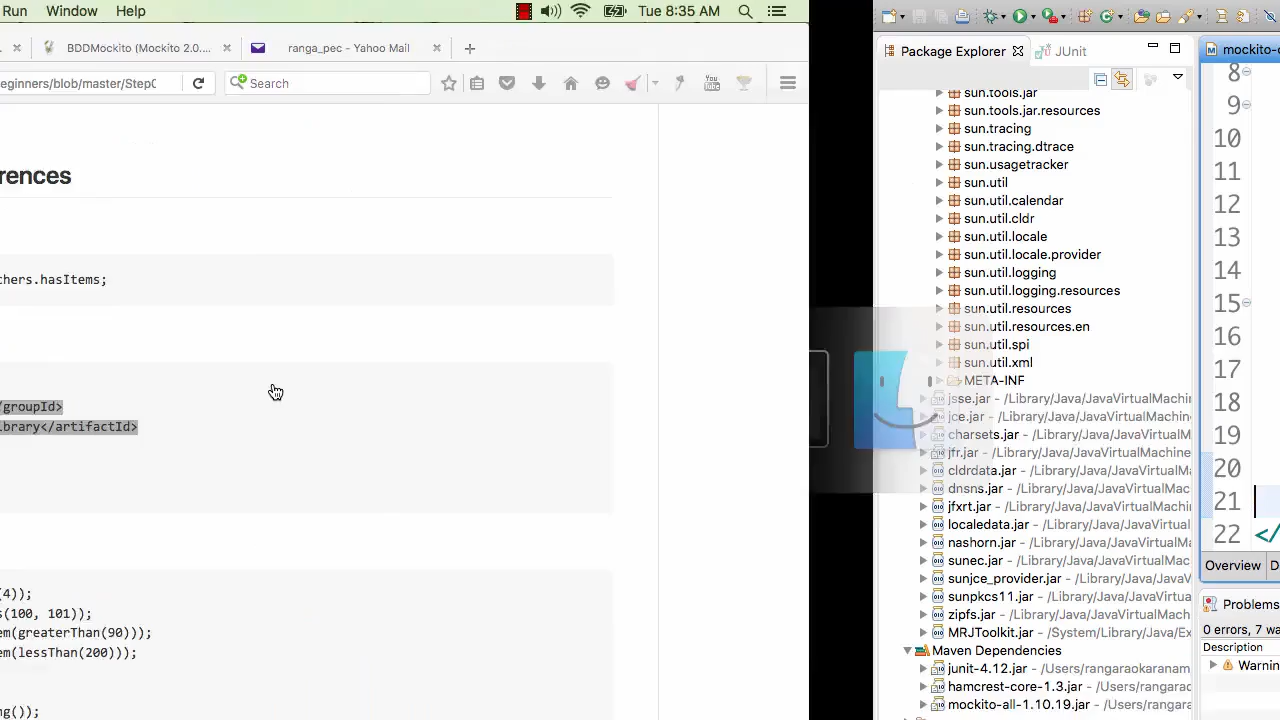 Run Window Help
Tue 8:35 AM
BDDMockito (Mockito 2.0....
ranga_pec - Yahoo Mail
eginners/blob/master/Step0
Search
You Tube
rences
chers.hasItems;
/groupId>
ibrary</artifactId>
(4));
s(100, 101));
em(greaterThan(90)));
em(lessThan(200)));
ng());
Package Explorer
JUnit
sun.tools.jar
sun.tools.jar.resources
sun.tracing
sun.tracing.dtrace
sun.usagetracker
sun.util
sun.util.calendar
sun.util.cldr
sun.util.locale
sun.util.locale.provider
sun.util.logging
sun.util.logging.resources
sun.util.resources
sun.util.resources.en
sun.util.spi
sun.util.xml
META-INF
jsse.jar - /Library/Java/JavaVirtualMachin
jce.jar - /Library/Java/JavaVirtualMachine
charsets.jar - /Library/Java/JavaVirtualM
jfr.jar - /Library/Java/JavaVirtualMachine
cldrdata.jar - /Library/Java/JavaVirtualMa
dnsns.jar - /Library/Java/JavaVirtualMac
jfxrt.jar - /Library/Java/JavaVirtualMachin
localedata.jar - /Library/Java/JavaVirtual
nashorn.jar - /Library/Java/JavaVirtualMa
sunec.jar - /Library/Java/JavaVirtualMach
sunjce_provider.jar - /Library/Java/JavaV
sunpkcs11.jar - /Library/Java/JavaVirtual
zipfs.jar - /Library/Java/JavaVirtualMachi
MRJToolkit.jar - /System/Library/Java/Ex
Maven Dependencies
junit-4.12.jar - /Users/rangaraokaranam
hamcrest-core-1.3.jar - /Users/rangarao
mockito-all-1.10.19.jar - /Users/rangara
mockito-
8
9
10
11
12
13
14
15
16
17
18
19
20
21
22 </
Overview D
Problems
0 errors, 7 wa
Description
Warnin